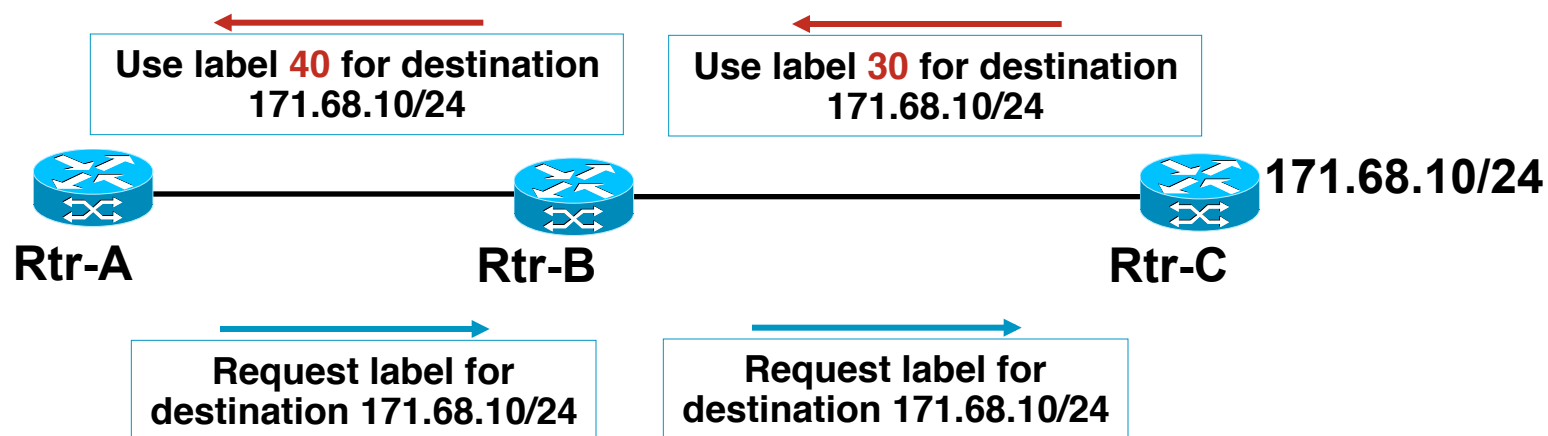 Use label 40 for destination
171.68.10/24
Use label 30 for destination
171.68.10/24
171.68.10/24
Rtr-A
Rtr-B
Rtr-C
Request label for
destination 171.68.10/24
Request label for
destination 171.68.10/24